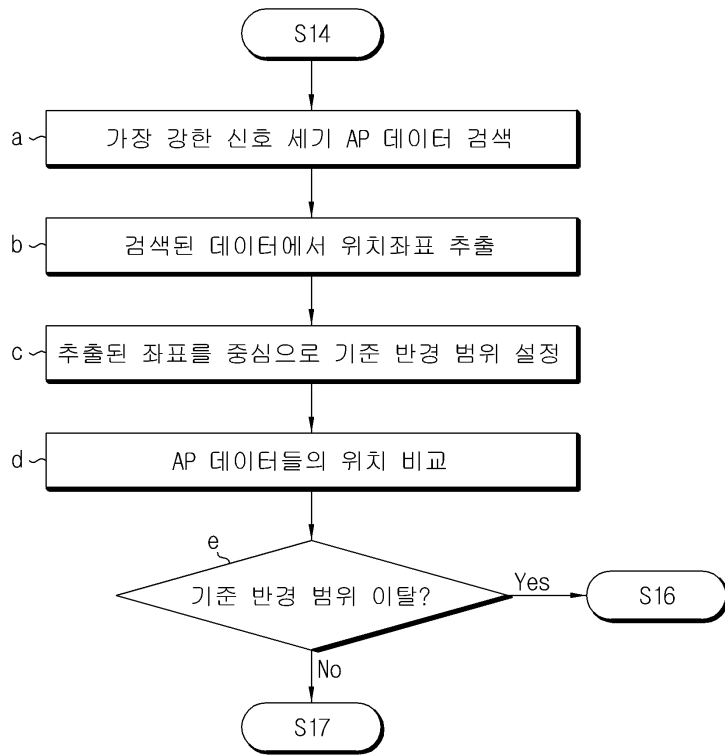 S14
a
가장 강한 신호 세기 AP 데이터 검색
b
검색된 데이터에서 위치좌표 추출
c
추출된 좌표를 중심으로 기준 반경 범위 설정
d
AP 데이터들의 위치 비교
e
기준 반경 범위 이탈?
Yes
S16
No
S17